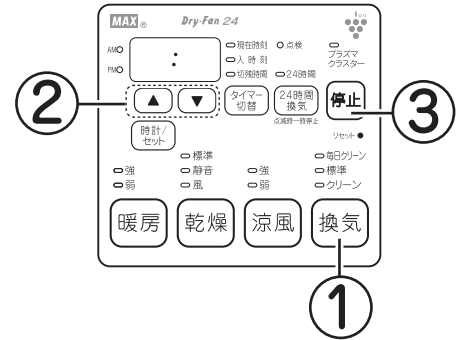 MAX® Dry・Fan 24 ion
AM PM
:
現在時刻 点検
入時刻
切残時間 24時間
プラズマ
クラスター
② ▲ ▼
タイマー
切替
24時間
換気
点滅時一時停止
停止 ③
時計/
セット
リセット
強
弱
標準
静音
風
強
弱
毎日クリーン
標準
クリーン
暖房 乾燥 涼風 換気
①